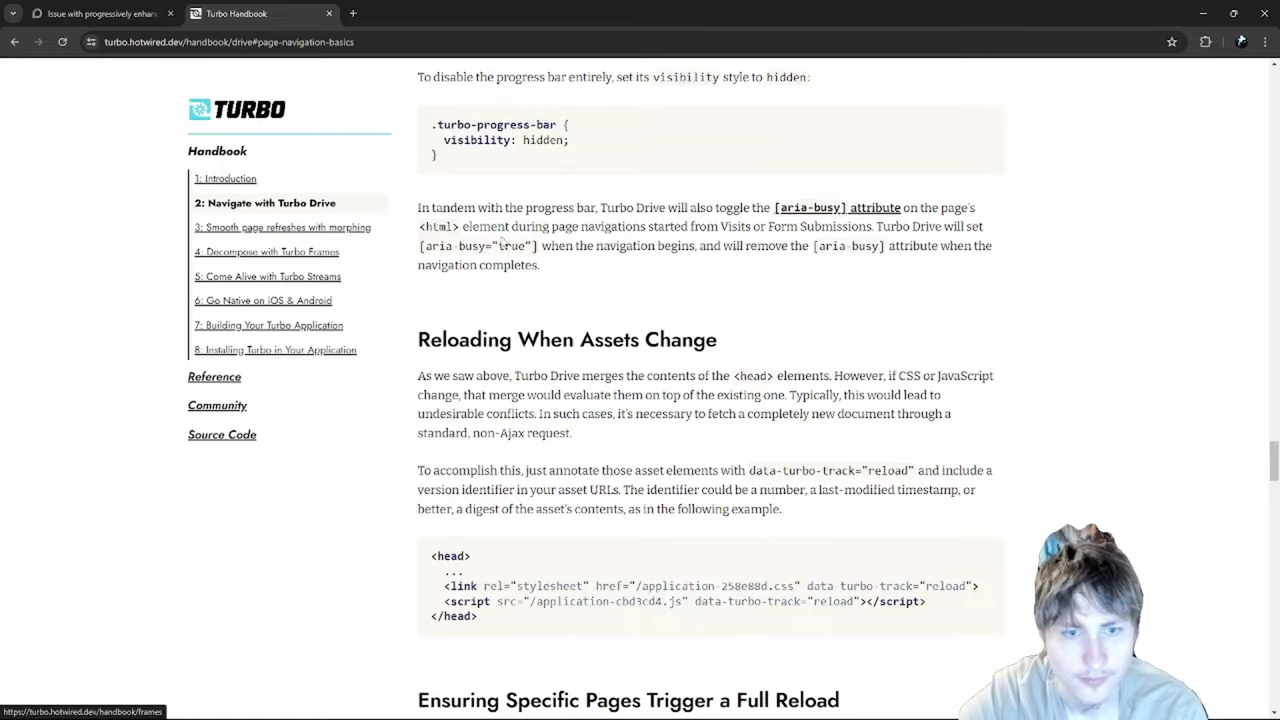 Issue with progressively enhan
Turbo Handbook
turbo.hotwired.dev/handbook/drive#page-navigation-basics
TURBO
Handbook
1: Introduction
2: Navigate with Turbo Drive
3: Smooth page refreshes with morphing
4: Decompose with Turbo Frames
5: Come Alive with Turbo Streams
6: Go Native on iOS & Android
7: Building Your Turbo Application
8: Installing Turbo in Your Application
Reference
Community
Source Code
To disable the progress bar entirely, set its visibility style to hidden:
.turbo-progress-bar {
visibility: hidden;
}
In tandem with the progress bar, Turbo Drive will also toggle the [aria-busy] attribute on the page's
<html> element during page navigations started from Visits or Form Submissions. Turbo Drive will set
[aria-busy="true"] when the navigation begins, and will remove the [aria-busy] attribute when the
navigation completes.
Reloading When Assets Change
As we saw above, Turbo Drive merges the contents of the <head> elements. However, if CSS or JavaScript
change, that merge would evaluate them on top of the existing one. Typically, this would lead to
undesirable conflicts. In such cases, it's necessary to fetch a completely new document through a
standard, non-Ajax request.
To accomplish this, just annotate those asset elements with data-turbo-track="reload" and include a
version identifier in your asset URLs. The identifier could be a number, a last-modified timestamp, or
better, a digest of the asset's contents, as in the following example.
<head>
...
<link rel="stylesheet" href="/application-258e88d.css" data-turbo-track="reload">
<script src="/application-cbd3cd4.js" data-turbo-track="reload"></script>
</head>
Ensuring Specific Pages Trigger a Full Reload
https://turbo.hotwired.dev/handbook/frames